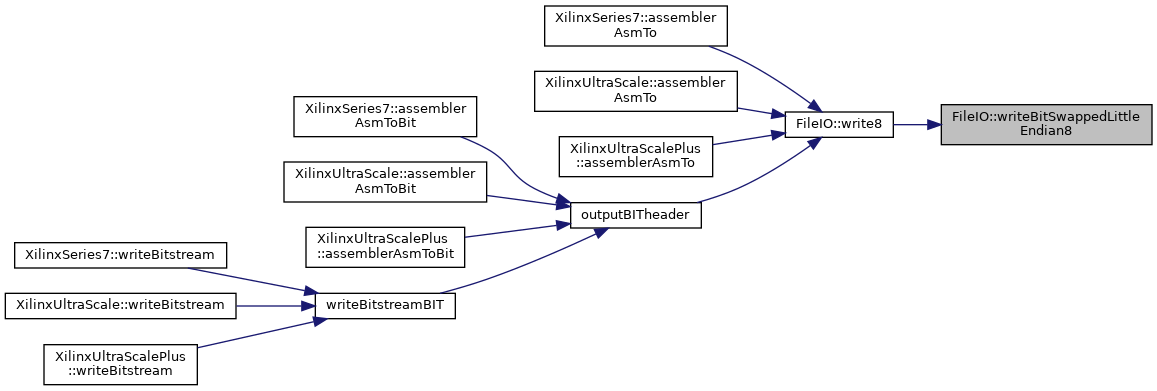 XilinxSeries7::assembler
AsmTo
XilinxUltraScale::assembler
AsmTo
XilinxSeries7::assembler
AsmToBit
FileIO::writeBitSwappedLittle
Endian8
FileIO::write8
XilinxUltraScalePlus
::assemblerAsmTo
XilinxUltraScale::assembler
AsmToBit
outputBITheader
XilinxUltraScalePlus
::assemblerAsmToBit
XilinxSeries7::writeBitstream
XilinxUltraScale::writeBitstream
writeBitstreamBIT
XilinxUltraScalePlus
::writeBitstream